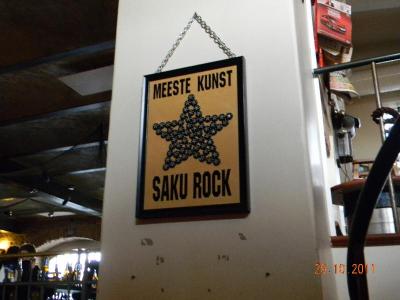 MEESTE KUNST
SAKU ROCK
29.10.2011